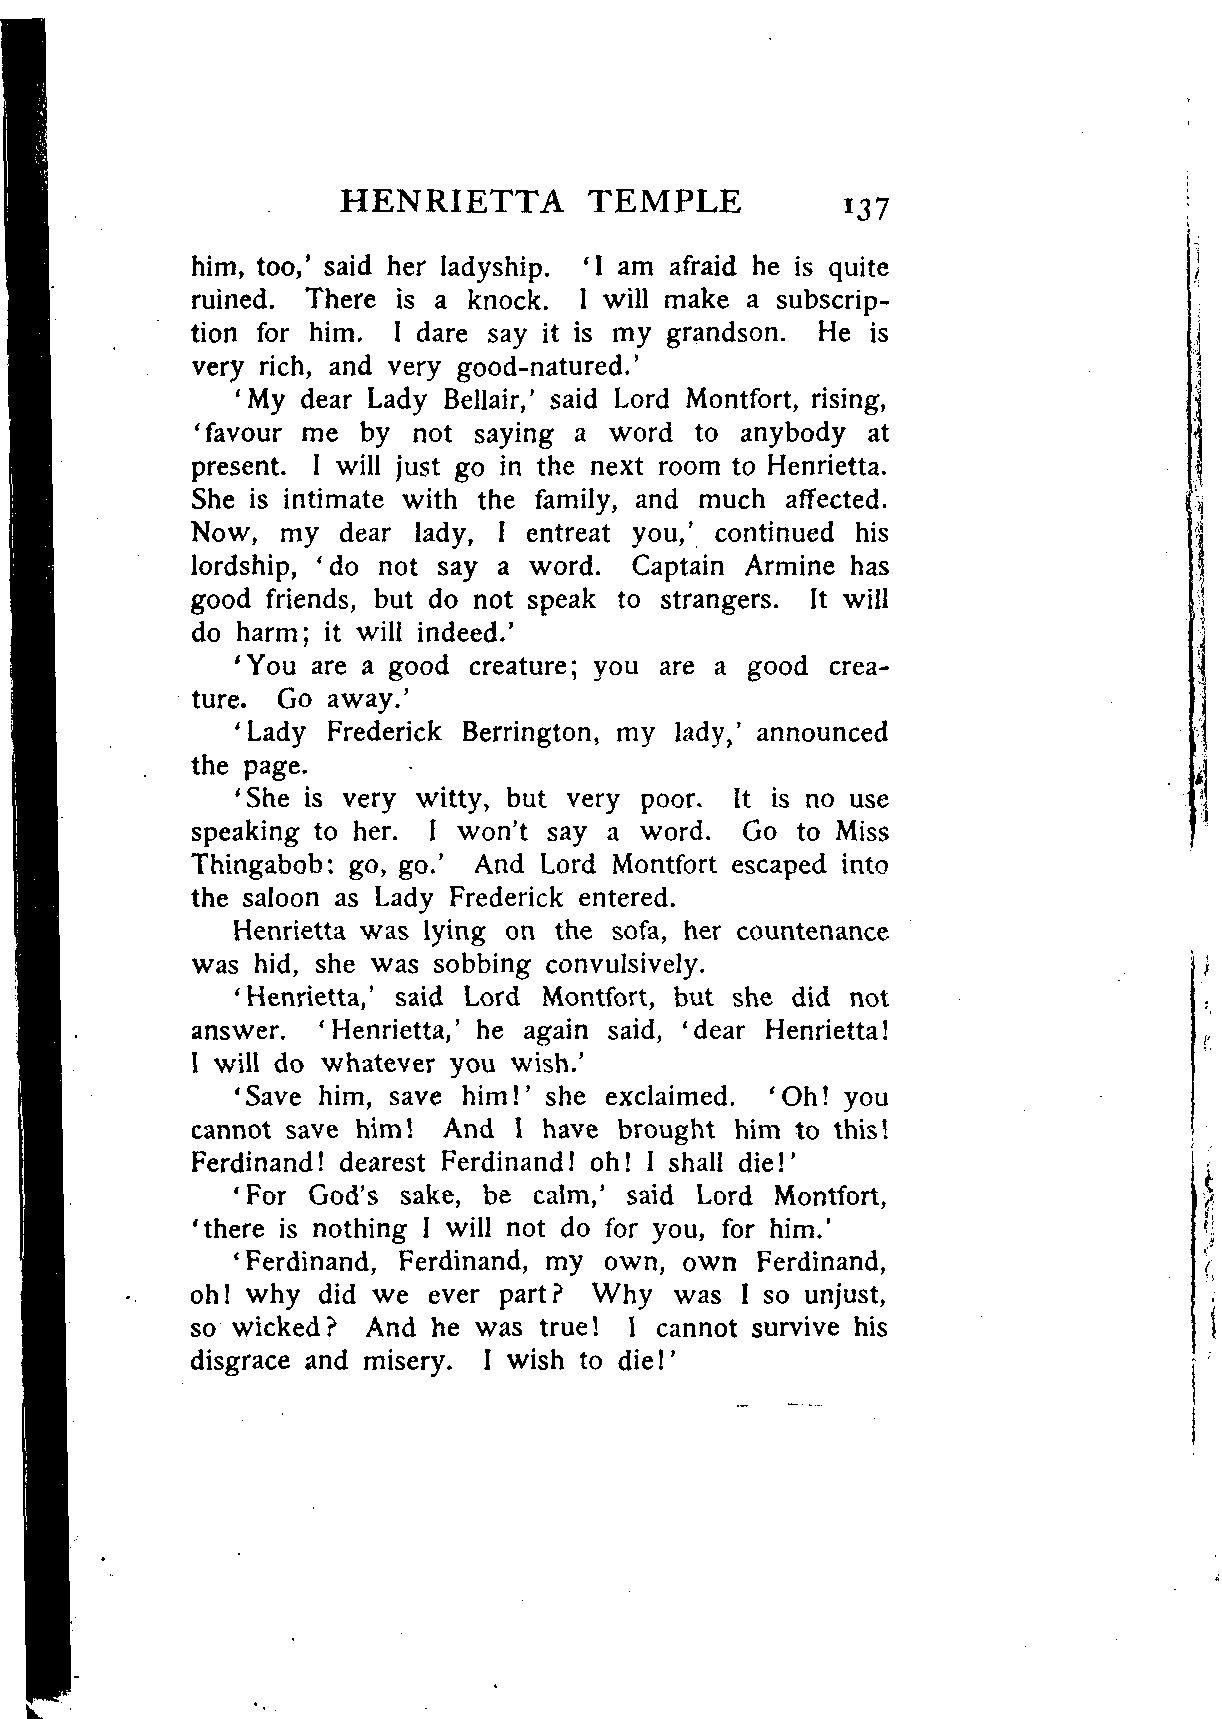 HENRIETTA TEMPLE 137
him, too,' said her ladyship. 'I am afraid he is quite
ruined. There is a knock. I will make a subscrip-
tion for him. I dare say it is my grandson. He is
very rich, and very good-natured.'
'My dear Lady Bellair,' said Lord Montfort, rising,
'favour me by not saying a word to anybody at
present. I will just go in the next room to Henrietta.
She is intimate with the family, and much affected.
Now, my dear lady, I entreat you,' continued his
lordship, 'do not say a word. Captain Armine has
good friends, but do not speak to strangers. It will
do harm; it will indeed.'
'You are a good creature; you are a good crea-
ture. Go away.'
'Lady Frederick Berrington, my lady,' announced
the page.
'She is very witty, but very poor. It is no use
speaking to her. I won't say a word. Go to Miss
Thingabob: go, go.' And Lord Montfort escaped into
the saloon as Lady Frederick entered.
Henrietta was lying on the sofa, her countenance
was hid, she was sobbing convulsively.
'Henrietta,' said Lord Montfort, but she did not
answer. 'Henrietta,' he again said, 'dear Henrietta!
I will do whatever you wish.'
'Save him, save him!' she exclaimed. 'Oh! you
cannot save him! And I have brought him to this!
Ferdinand! dearest Ferdinand! oh! I shall die!'
'For God's sake, be calm,' said Lord Montfort,
'there is nothing I will not do for you, for him.'
'Ferdinand, Ferdinand, my own, own Ferdinand,
oh! why did we ever part? Why was I so unjust,
so wicked? And he was true! I cannot survive his
disgrace and misery. I wish to die!'